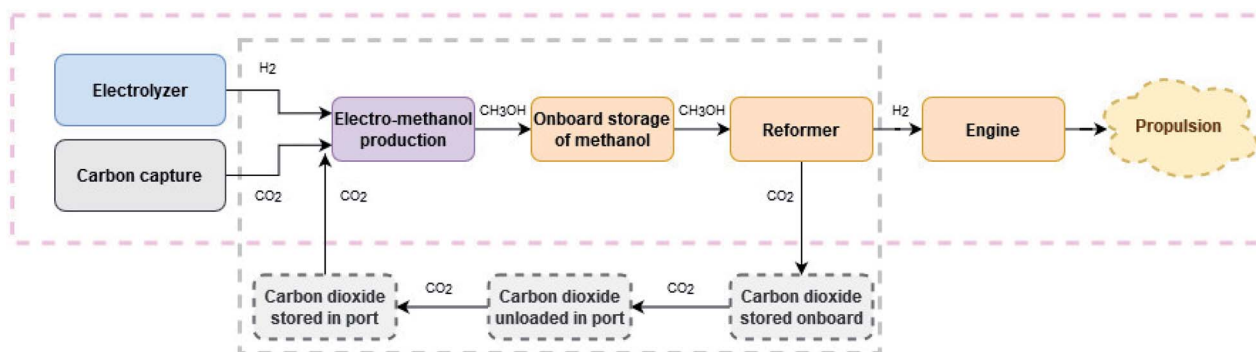 Electrolyzer
H2
Carbon capture
CO2
CO2
Electro-methanol
production
CH3OH
Onboard storage
of methanol
CH3OH
Reformer
H2
Engine
Propulsion
CO2
Carbon dioxide
stored in port
CO2
Carbon dioxide
unloaded in port
CO2
Carbon dioxide
stored onboard